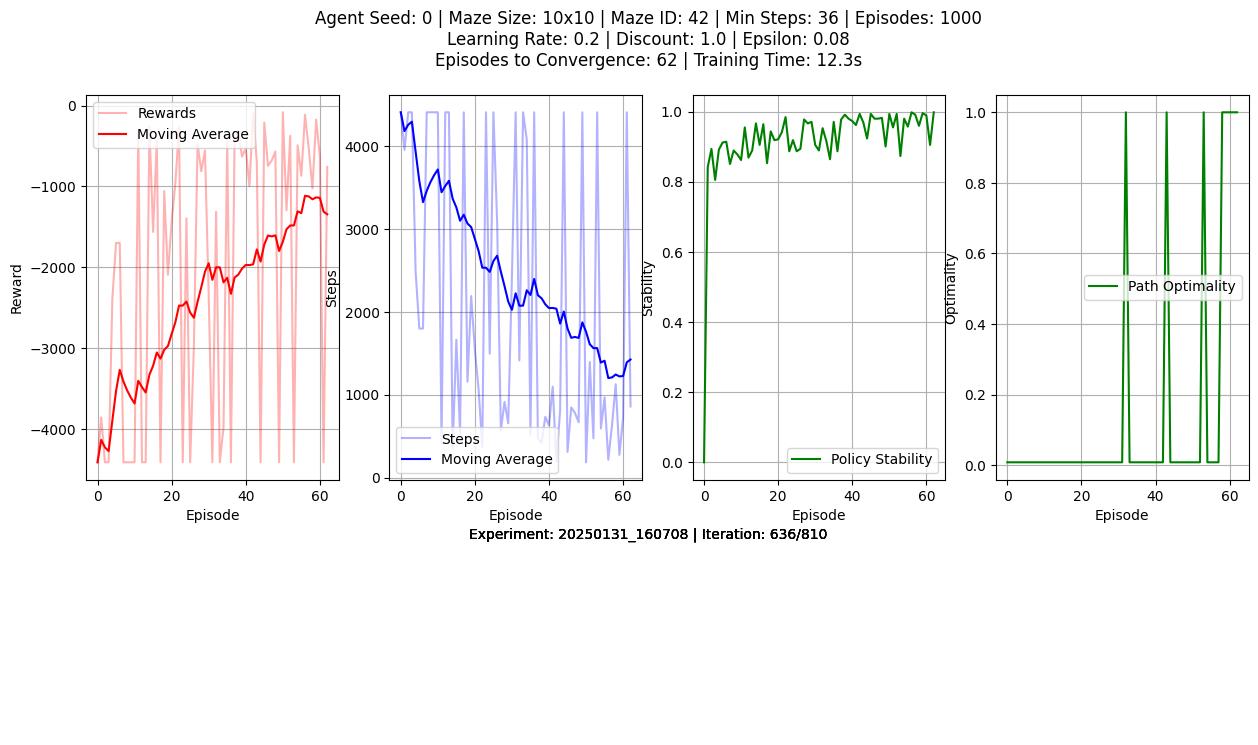 Agent Seed: 0 | Maze Size: 10x10 | Maze ID: 42 | Min Steps: 36 | Episodes: 1000
Learning Rate: 0.2 | Discount: 1.0 | Epsilon: 0.08
Episodes to Convergence: 62 | Training Time: 12.3s
Reward
0
−1000
−2000
−3000
−4000
Rewards
Moving Average
0
20
40
60
Episode
Steps
4000
3000
2000
1000
0
Steps
Moving Average
0
20
40
60
Episode
Stability
1.0
0.8
0.6
0.4
0.2
0.0
Policy Stability
0
20
40
60
Episode
Optimality
1.0
0.8
0.6
0.4
0.2
0.0
Path Optimality
0
20
40
60
Episode
Experiment: 20250131_160708 | Iteration: 636/810